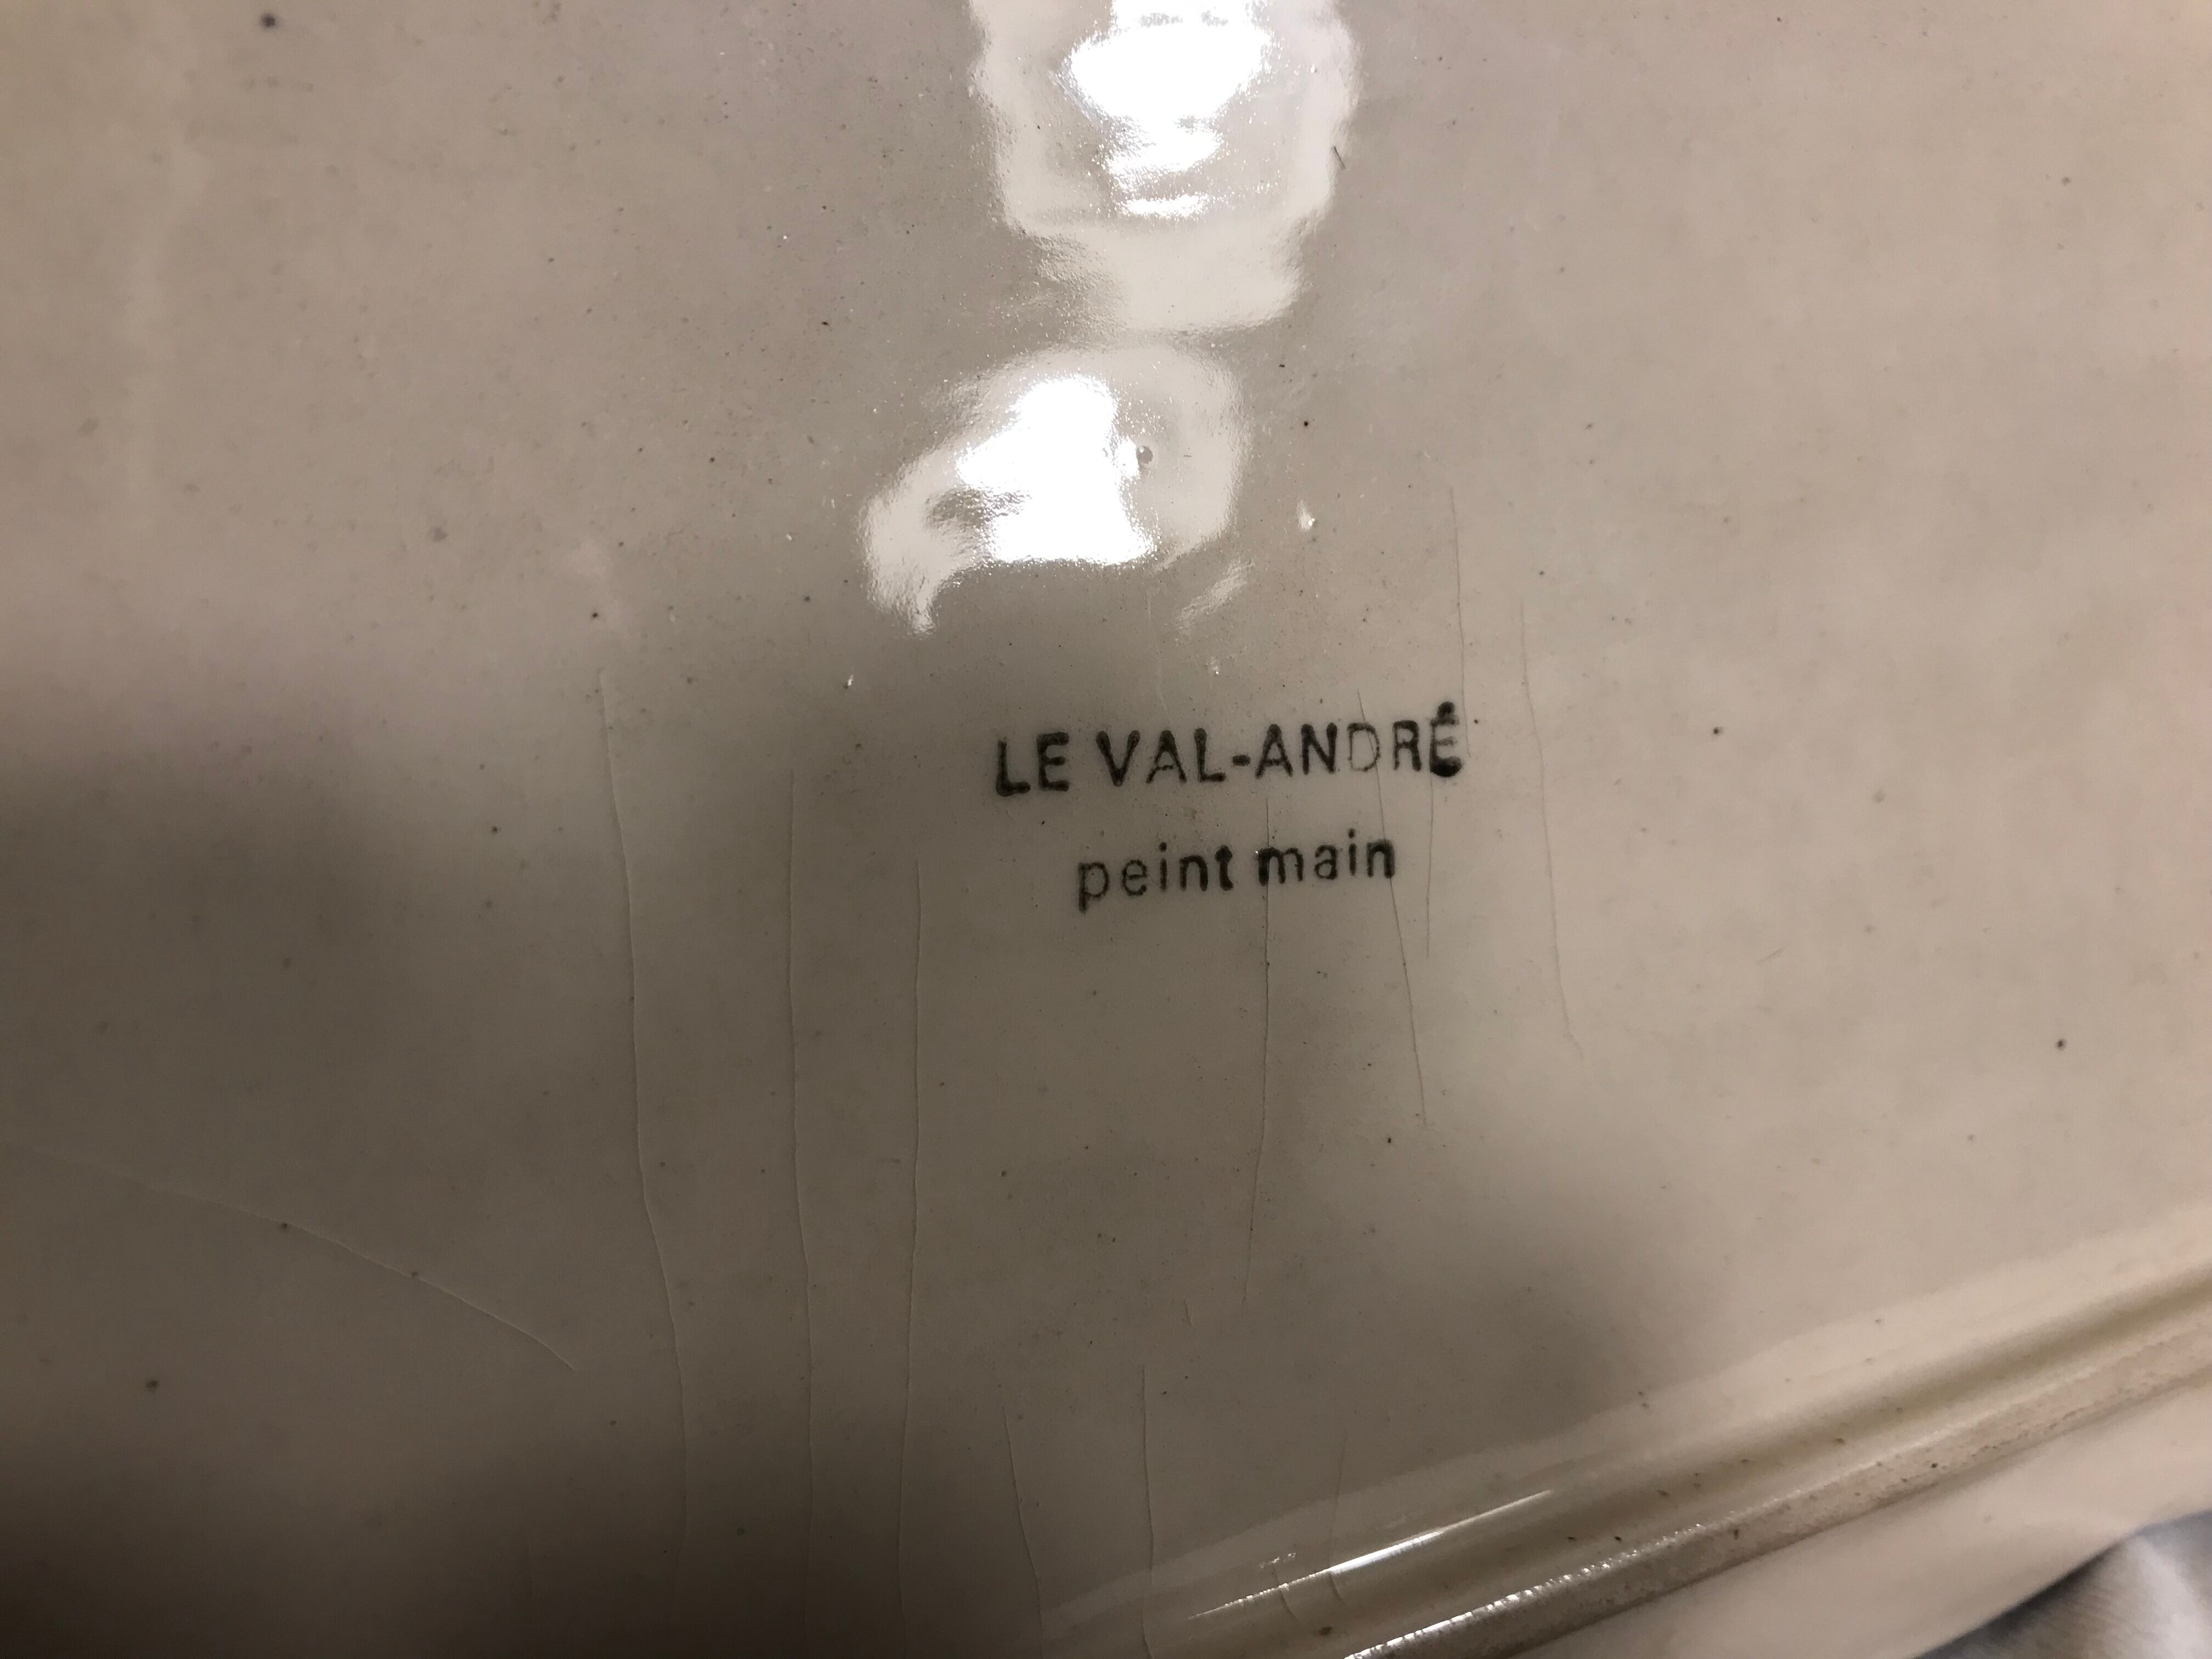 LE VAL-ANDRÉ
peint main